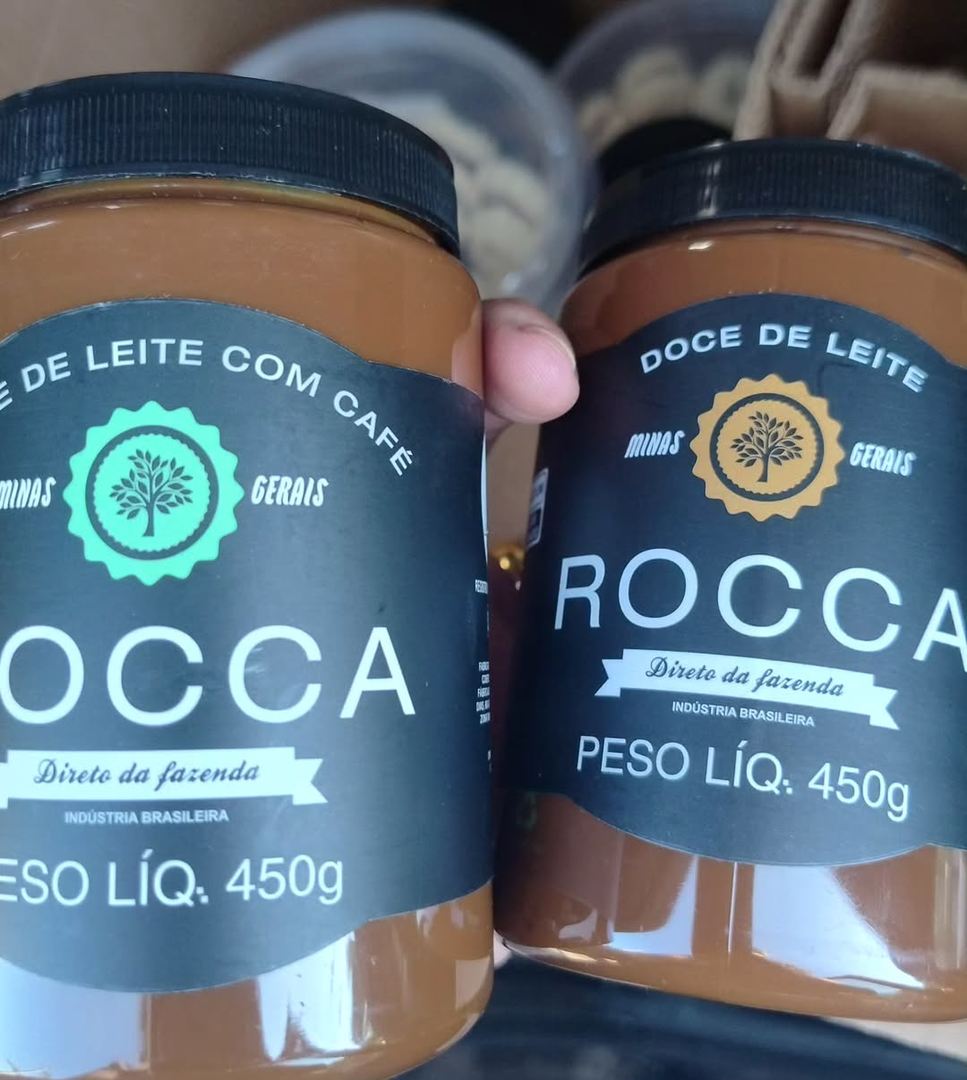 DE LEITE COM CAFÉ
MINAS GERAIS
OCCA
Direto da fazenda
INDÚSTRIA BRASILEIRA
ESO LÍQ: 450g
DOCE DE LEITE
MINAS GERAIS
ROCCA
Direto da fazenda
INDÚSTRIA BRASILEIRA
PESO LÍQ: 450g